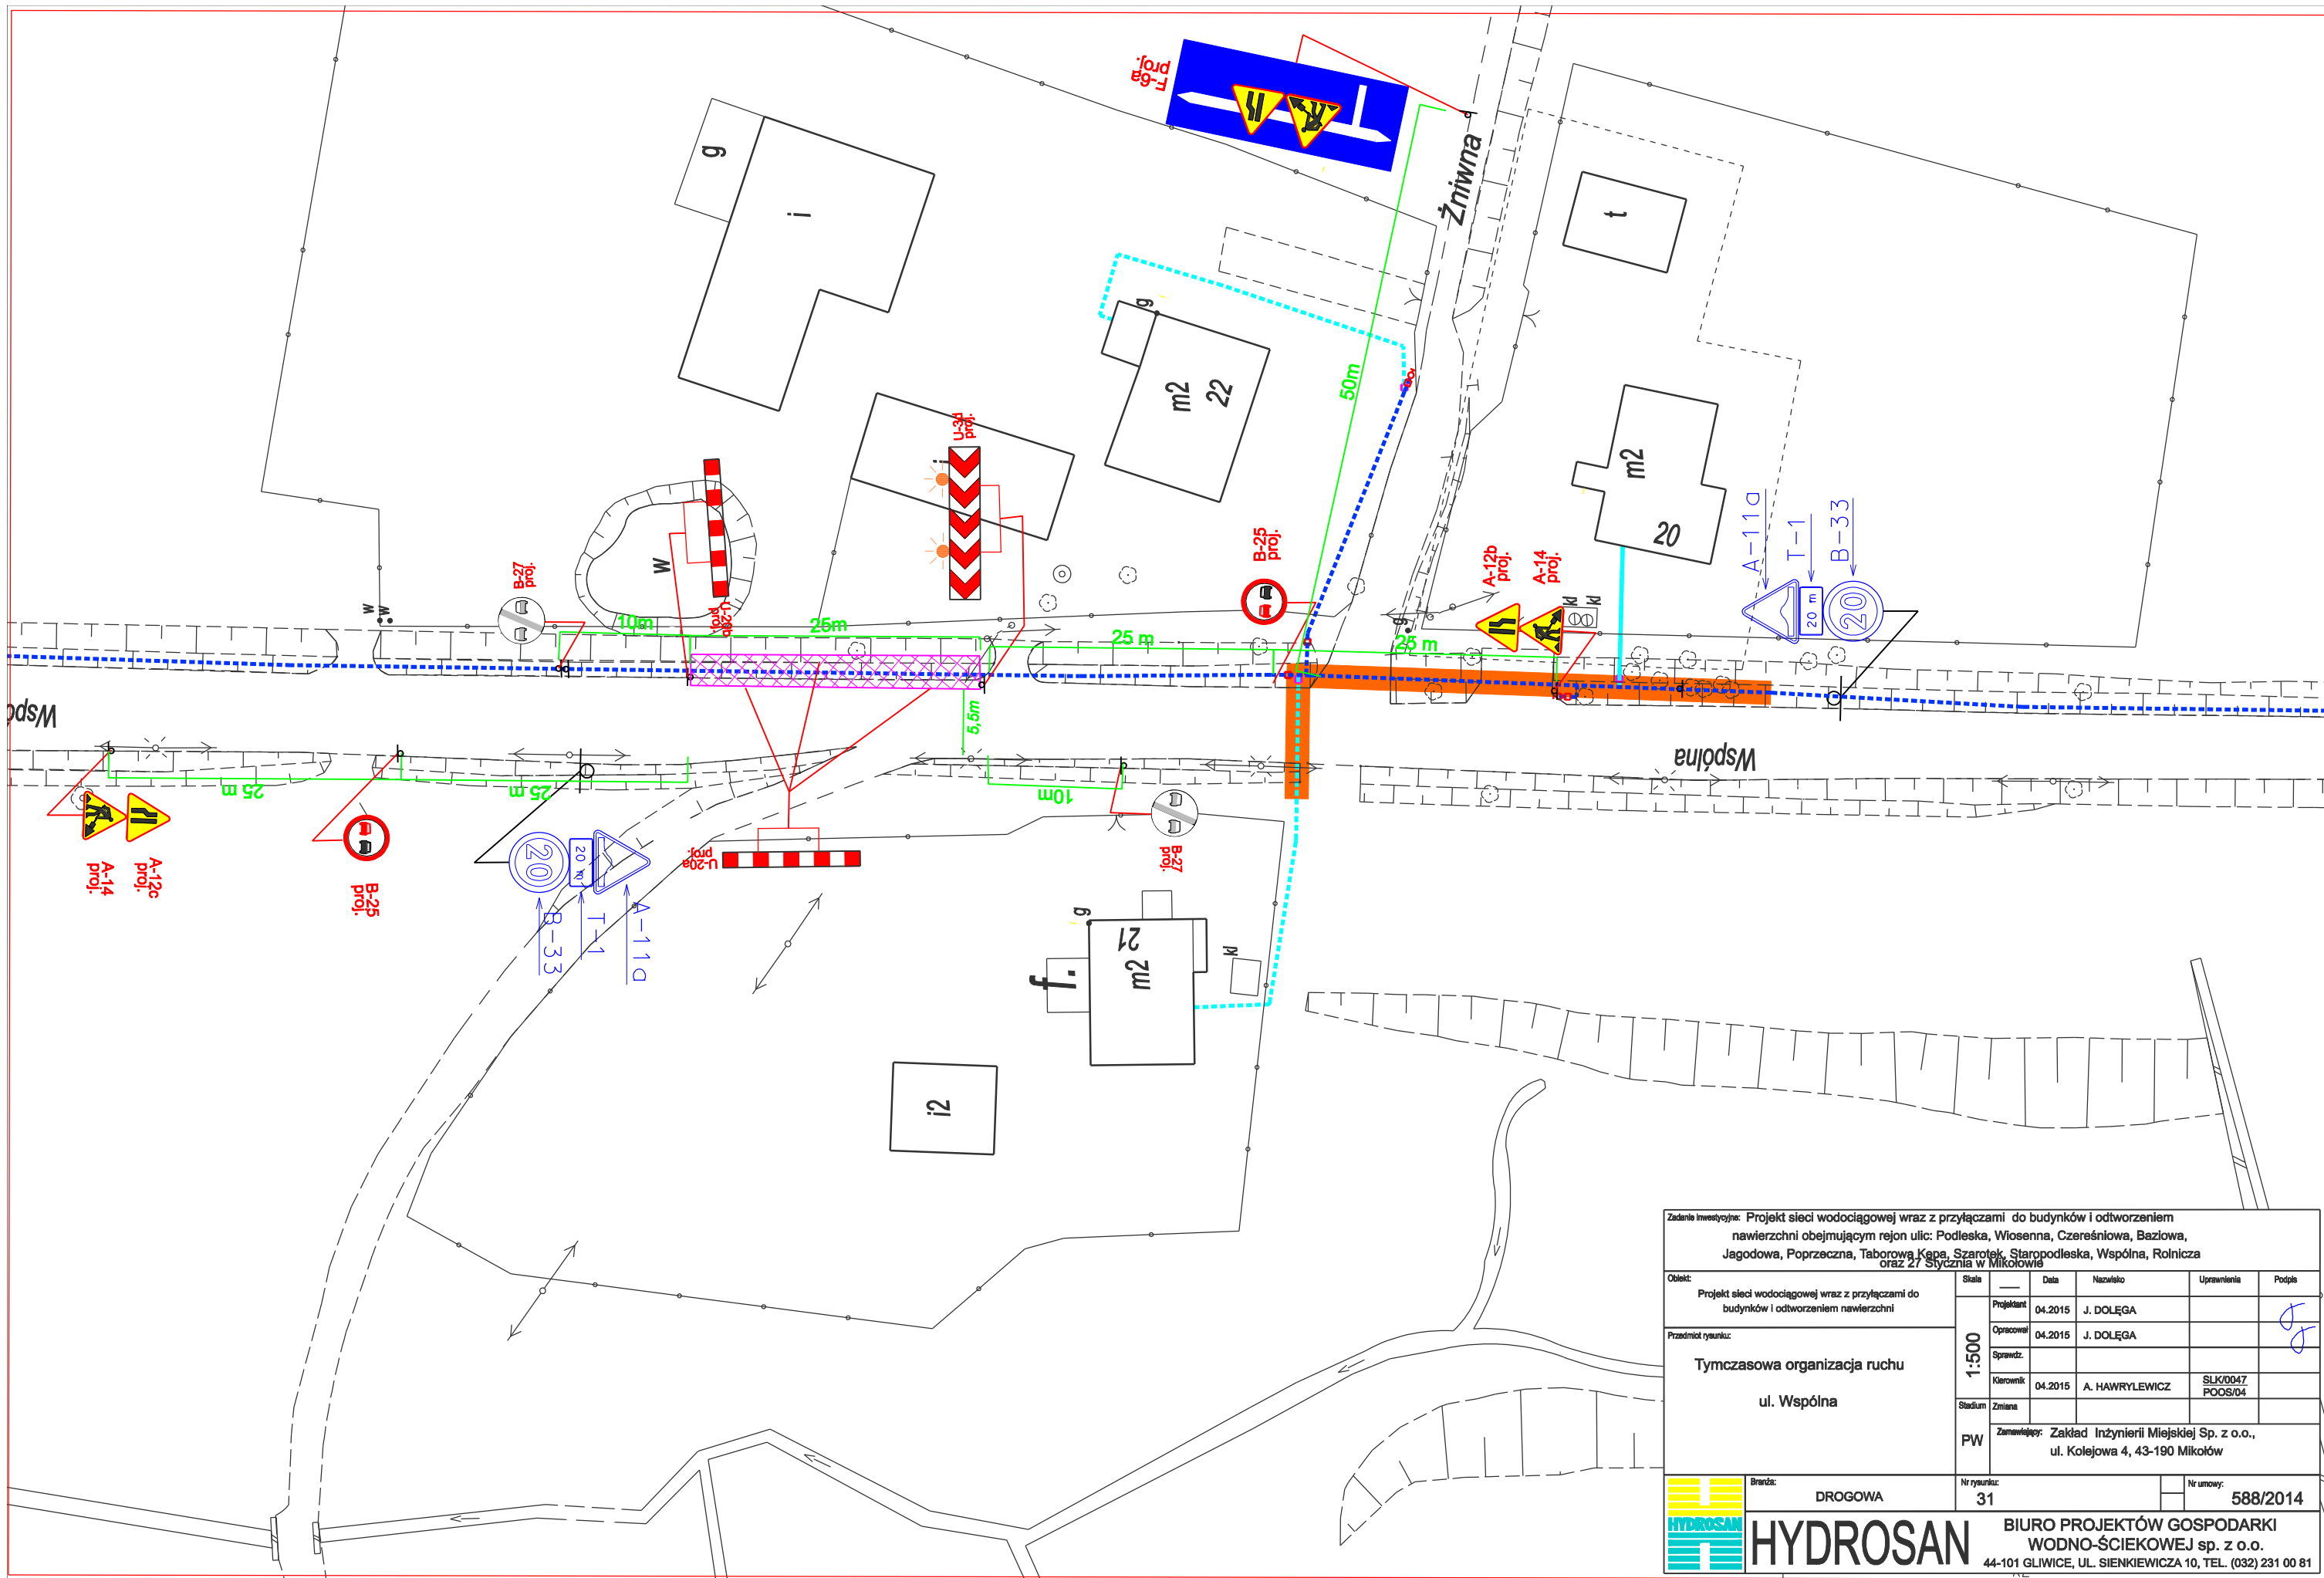 F-6a
proj.
Żniwna
g
i
t
g
m2
22
50m
m2
20
U-3d
proj.
i
w
B-27
proj.
U-20b
proj.
B-25
proj.
A-12b
proj.
A-14
proj.
kl
kl
A-11a
T-1
B-33
20 m
20
w
w
g
10m
25m
25 m
25 m
5,5m
Wspó
Wspólna
25 m
25 m
10m
A-14
proj.
A-12c
proj.
B-25
proj.
20
20 m
B-33
T-1
A-11a
U-20a
proj.
B-27
proj.
g
21
m2
f.
kl
i2
Zadanie inwestycyjne: Projekt sieci wodociągowej wraz z przyłączami do budynków i odtworzeniem
nawierzchni obejmującym rejon ulic: Podleska, Wiosenna, Czereśniowa, Baziowa,
Jagodowa, Poprzeczna, Taborowa Kępa, Szarotek, Staropodleska, Wspólna, Rolnicza
oraz 27 Stycznia w Mikołowie
Obiekt:
Projekt sieci wodociągowej wraz z przyłączami do
budynków i odtworzeniem nawierzchni
Skala
Data
Nazwisko
Uprawnienia
Podpis
1:500
Projektant 04.2015 J. DOLĘGA
Opracował 04.2015 J. DOLĘGA
Sprawdz.
Kierownik 04.2015 A. HAWRYLEWICZ SLK/0047
POOS/04
Przedmiot rysunku:
Tymczasowa organizacja ruchu
ul. Wspólna
Stadium
Zmiana
PW
Zamawiający: Zakład Inżynierii Miejskiej Sp. z o.o.,
ul. Kolejowa 4, 43-190 Mikołów
Branża:
DROGOWA
Nr rysunku:
31
Nr umowy:
588/2014
HYDROSAN
HYDROSAN
BIURO PROJEKTÓW GOSPODARKI
WODNO-ŚCIEKOWEJ sp. z o.o.
44-101 GLIWICE, UL. SIENKIEWICZA 10, TEL. (032) 231 00 81